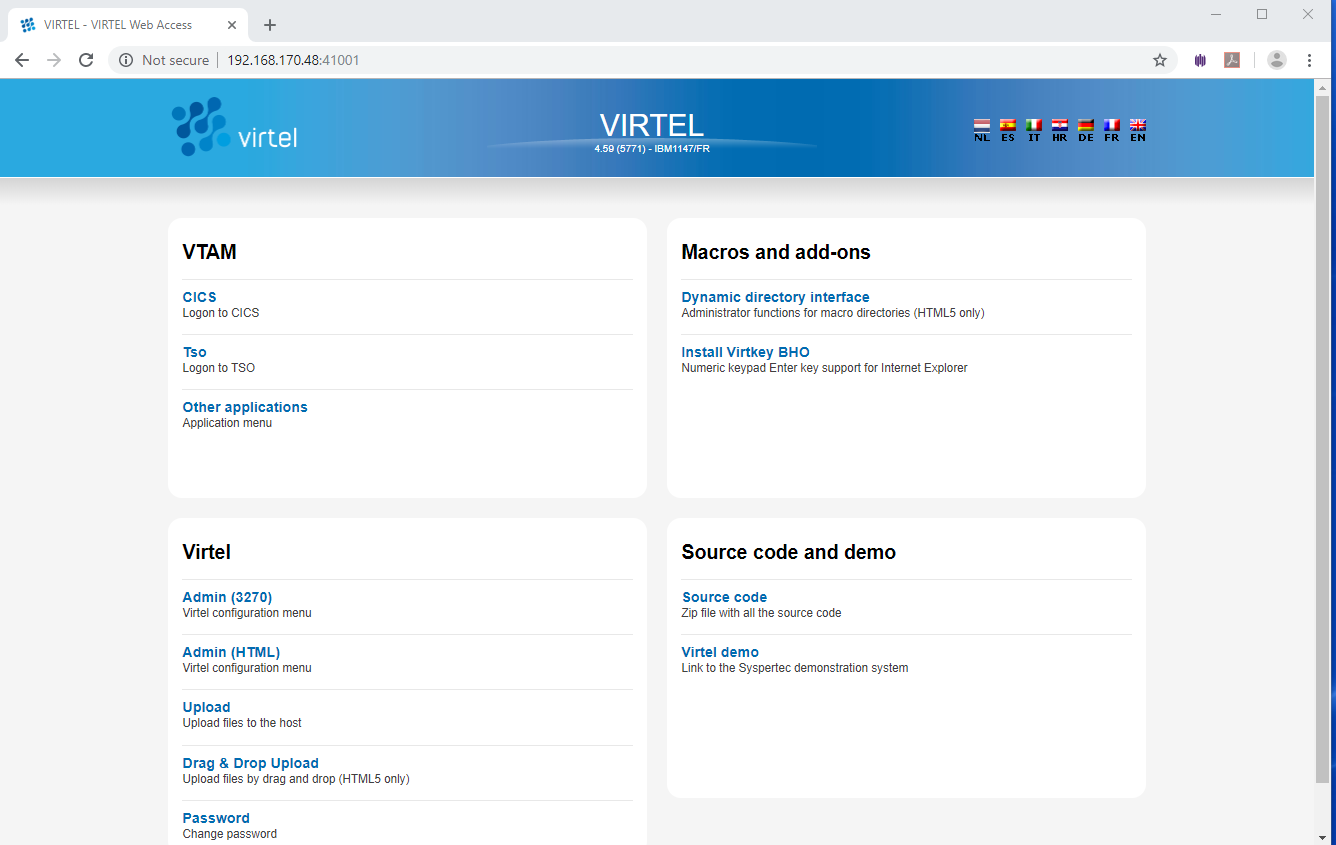 VIRTEL - VIRTEL Web Access
Not secure
192.168.170.48:41001
virtel
VIRTEL
4.59 (5771) - IBM1147/FR
NL ES IT HR DE FR EN
VTAM
CICS
Logon to CICS
Tso
Logon to TSO
Other applications
Application menu
Macros and add-ons
Dynamic directory interface
Administrator functions for macro directories (HTML5 only)
Install Virtkey BHO
Numeric keypad Enter key support for Internet Explorer
Virtel
Admin (3270)
Virtel configuration menu
Admin (HTML)
Virtel configuration menu
Upload
Upload files to the host
Drag & Drop Upload
Upload files by drag and drop (HTML5 only)
Password
Change password
Source code and demo
Source code
Zip file with all the source code
Virtel demo
Link to the Syspertec demonstration system